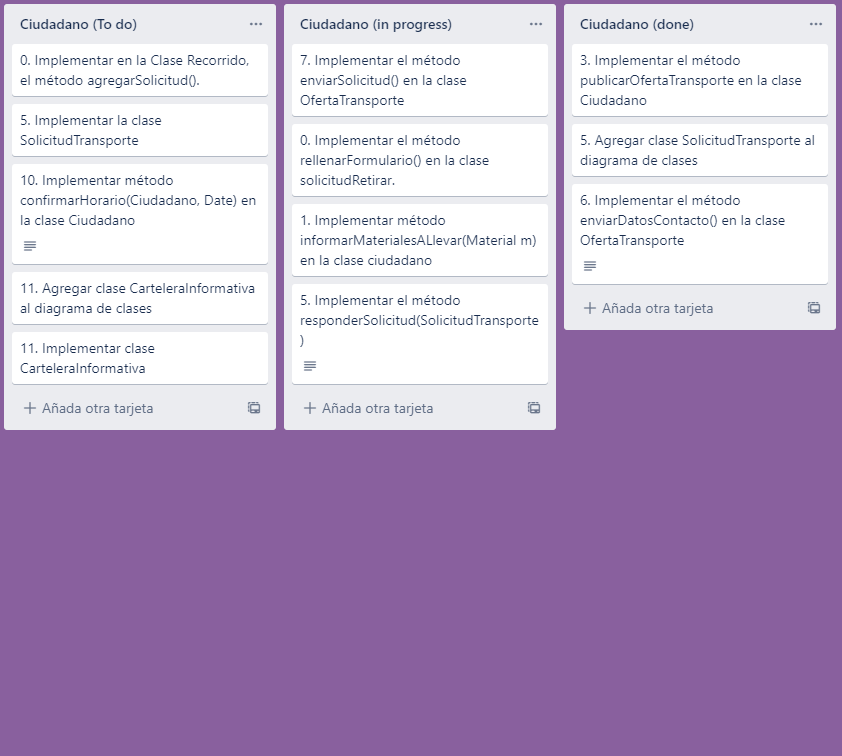 Ciudadano (To do)
0. Implementar en la Clase Recorrido,
el método agregarSolicitud().
5. Implementar la clase
SolicitudTransporte
10. Implementar método
confirmarHorario(Ciudadano, Date) en
la clase Ciudadano
11. Agregar clase CarteleraInformativa
al diagrama de clases
11. Implementar clase
CarteleraInformativa
Añada otra tarjeta
Ciudadano (in progress)
7. Implementar el método
enviarSolicitud() en la clase
OfertaTransporte
0. Implementar el método
rellenarFormulario() en la clase
solicitudRetirar.
1. Implementar método
informarMaterialesALlevar(Material m)
en la clase ciudadano
5. Implementar el método
responderSolicitud(SolicitudTransporte
)
Añada otra tarjeta
Ciudadano (done)
3. Implementar el método
publicarOfertaTransporte en la clase
Ciudadano
5. Agregar clase SolicitudTransporte al
diagrama de clases
6. Implementar el método
enviarDatosContacto() en la clase
OfertaTransporte
Añada otra tarjeta